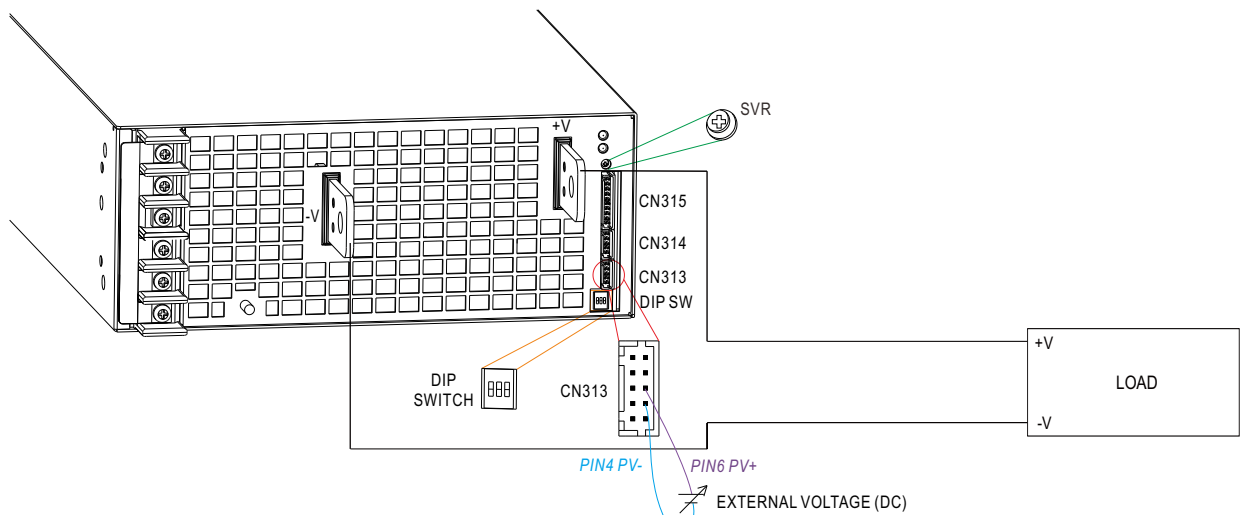 SVR
+V
CN315
-V
CN314
CN313
DIP SW
+V
LOAD
-V
DIP
SWITCH
CN313
PIN4 PV-
PIN6 PV+
EXTERNAL VOLTAGE (DC)